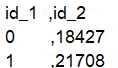 id_1 ,id_2
0 ,18427
1 ,21708